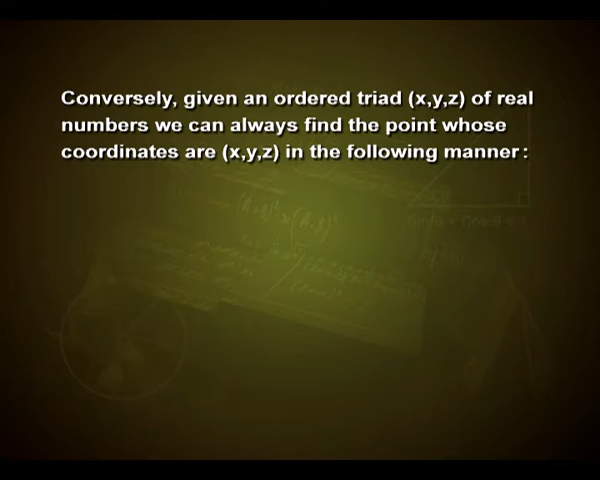 Conversely, given an ordered triad (x,y,z) of real
numbers we can always find the point whose
coordinates are (x,y,z) in the following manner :